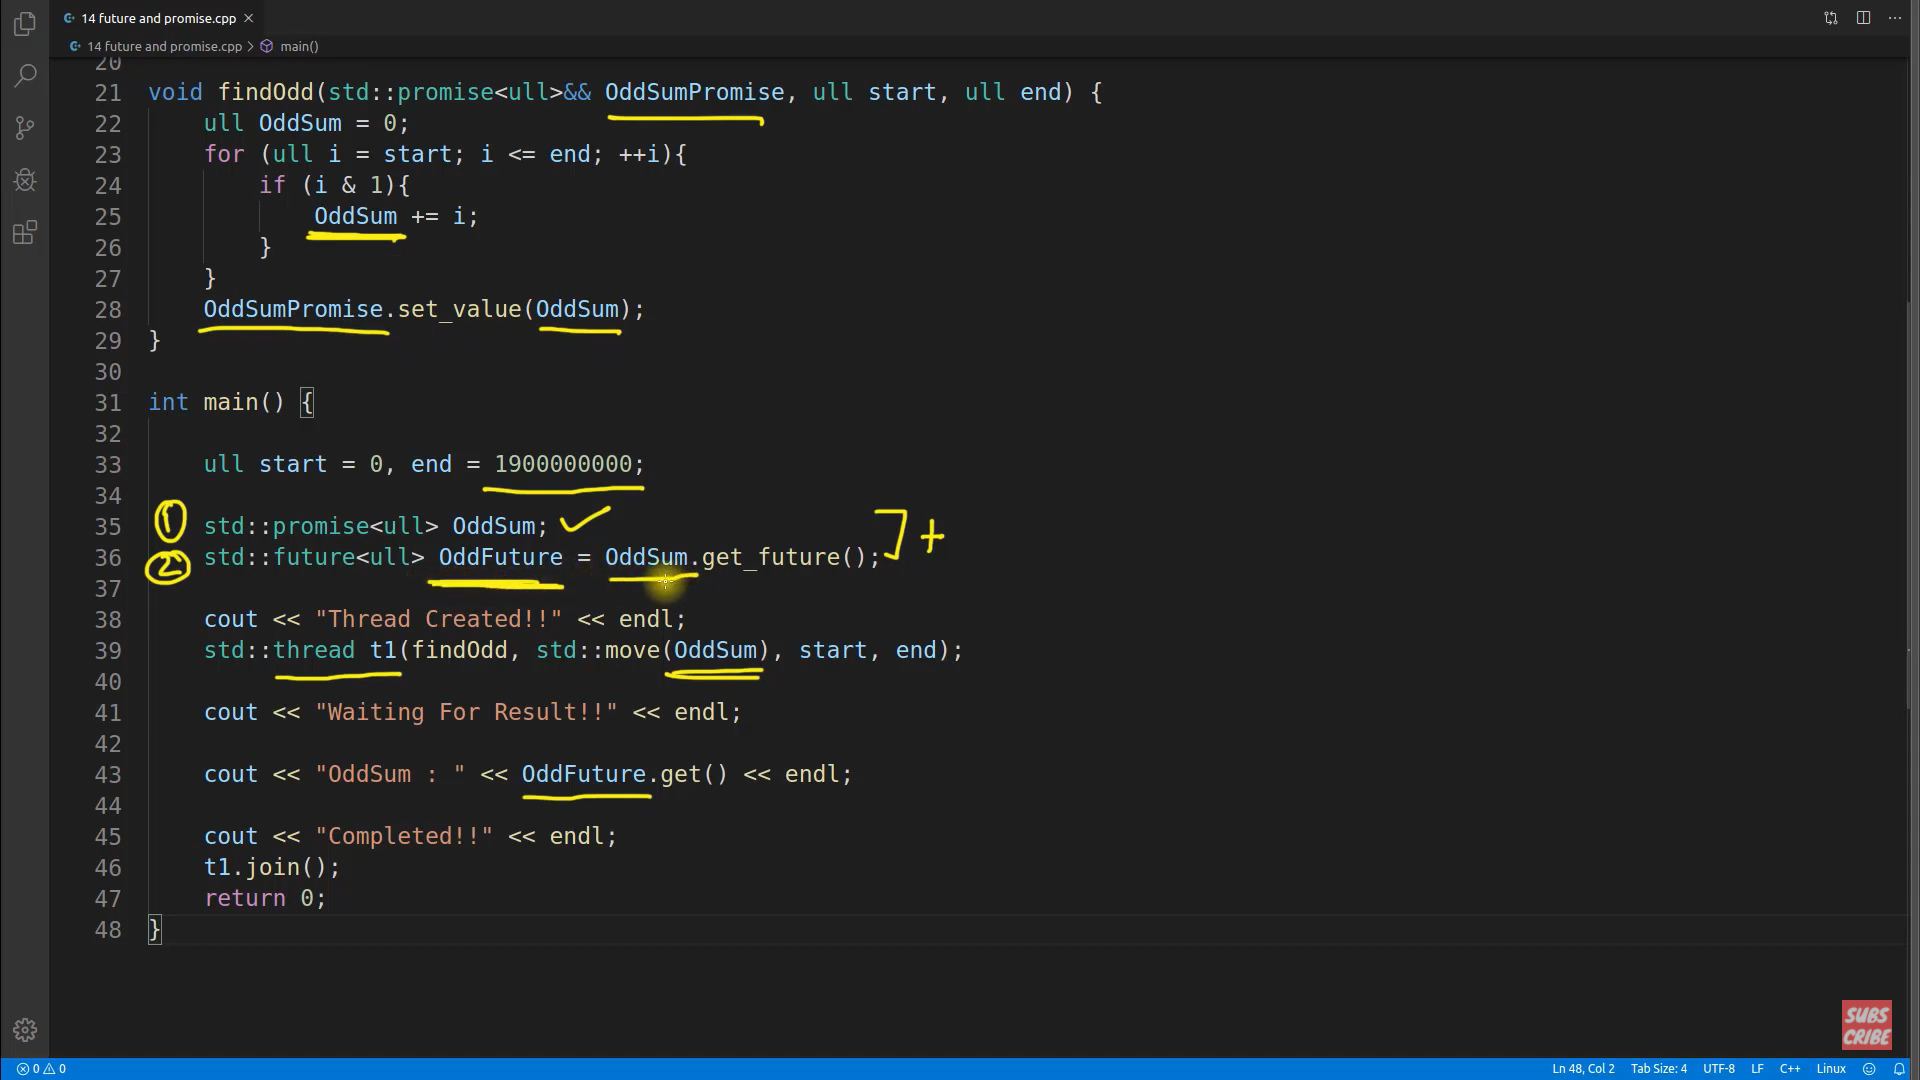 14 future and promise.cpp
14 future and promise.cpp > main()
20
21 void findOdd(std::promise<ull>&& OddSumPromise, ull start, ull end) {
22 ull OddSum = 0;
23 for (ull i = start; i <= end; ++i){
24 if (i & 1){
25 OddSum += i;
26 }
27 }
28 OddSumPromise.set_value(OddSum);
29 }
30
31 int main() {
32
33 ull start = 0, end = 1900000000;
34
35 ① std::promise<ull> OddSum;
36 ② std::future<ull> OddFuture = OddSum.get_future(); ] +
37
38 cout << "Thread Created!!" << endl;
39 std::thread t1(findOdd, std::move(OddSum), start, end);
40
41 cout << "Waiting For Result!!" << endl;
42
43 cout << "OddSum : " << OddFuture.get() << endl;
44
45 cout << "Completed!!" << endl;
46 t1.join();
47 return 0;
48 }
SUBS
CRIBE
0 0 Ln 48, Col 2 Tab Size: 4 UTF-8 LF C++ Linux